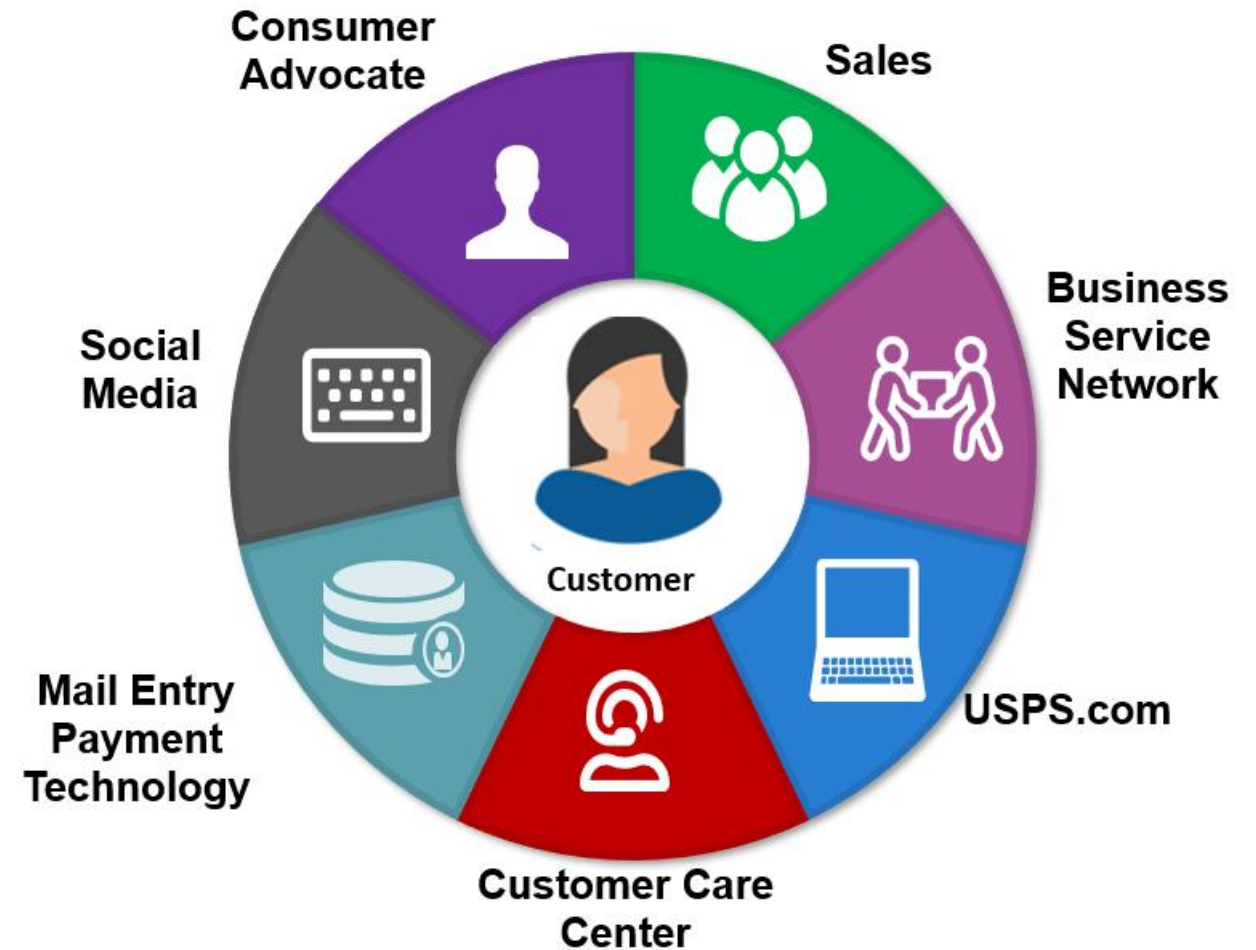 Consumer
Advocate
Sales
Business
Service
Network
Social
Media
Customer
Mail Entry
Payment
Technology
USPS.com
Customer Care
Center